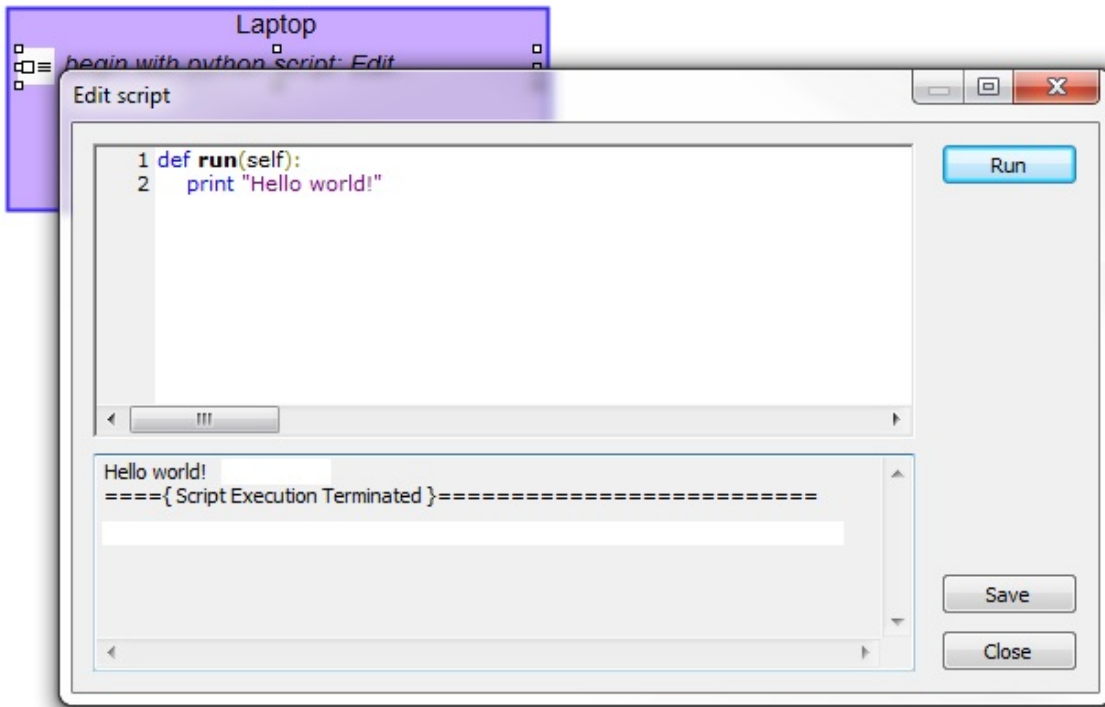 Laptop
begin with python script: Edit
Edit script
1 def run(self):
2 print "Hello world!"
Run
Hello world!
===={ Script Execution Terminated }==========================
Save
Close